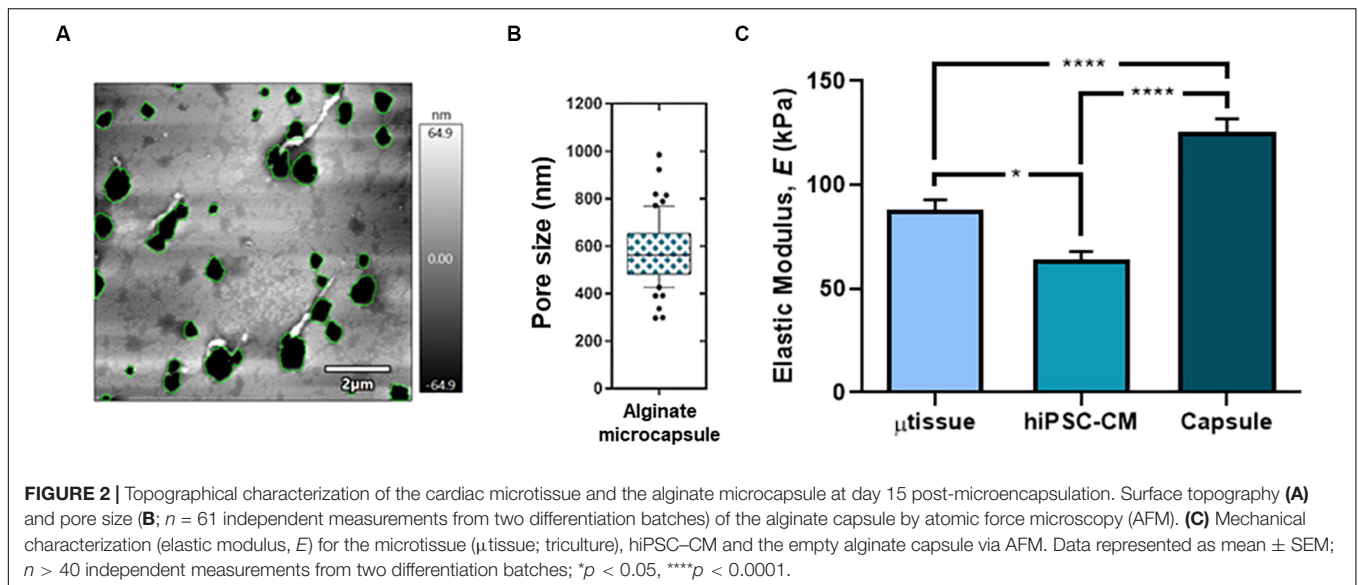 A
B
C
nm
64.9
0.00
-64.9
2μm
Pore size (nm)
1200
1000
800
600
400
200
0
Alginate
microcapsule
Elastic Modulus, E (kPa)
150
100
50
0
****
****
*
μtissue hiPSC-CM Capsule
FIGURE 2 | Topographical characterization of the cardiac microtissue and the alginate microcapsule at day 15 post-microencapsulation. Surface topography (A)
and pore size (B; n = 61 independent measurements from two differentiation batches) of the alginate capsule by atomic force microscopy (AFM). (C) Mechanical
characterization (elastic modulus, E) for the microtissue (μtissue; triculture), hiPSC–CM and the empty alginate capsule via AFM. Data represented as mean ± SEM;
n > 40 independent measurements from two differentiation batches; *p < 0.05, ****p < 0.0001.